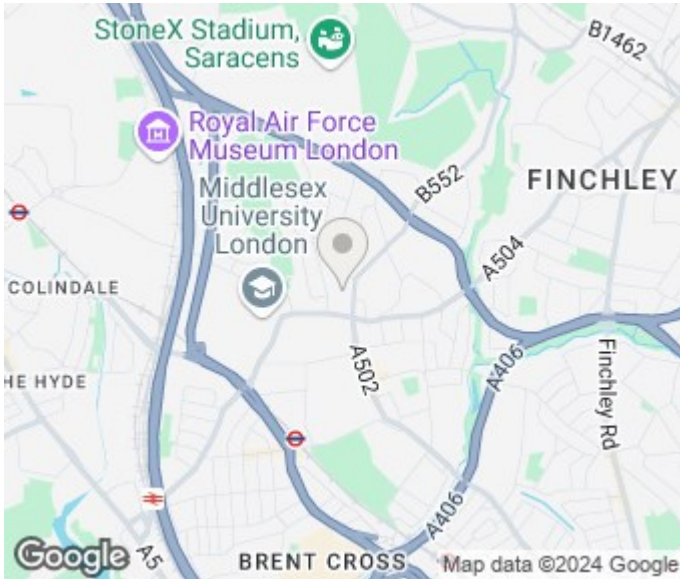 StoneX Stadium,
Saracens
B1462
Royal Air Force
Museum London
FINCHLEY
B552
Middlesex
University
London
A504
COLINDALE
HE HYDE
A502
A406
Finchley Rd
A406
A5
BRENT CROSS
Google
Map data ©2024 Google